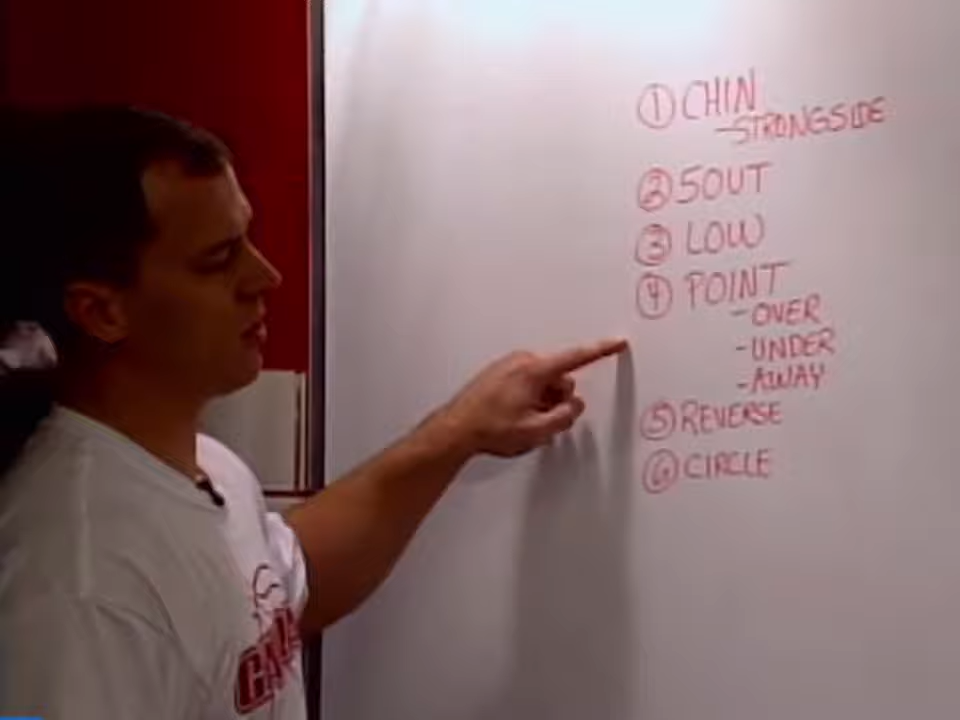 ① CHIN
-STRONGSIDE
② 5OUT
③ LOW
④ POINT
-OVER
-UNDER
-AWAY
⑤ REVERSE
⑥ CIRCLE